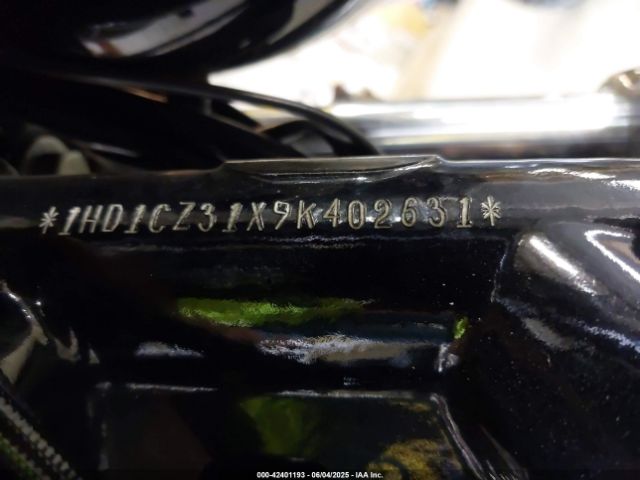 *1HD1CZ31X9K402631*
000-42401193 - 06/04/2025 - IAA Inc.